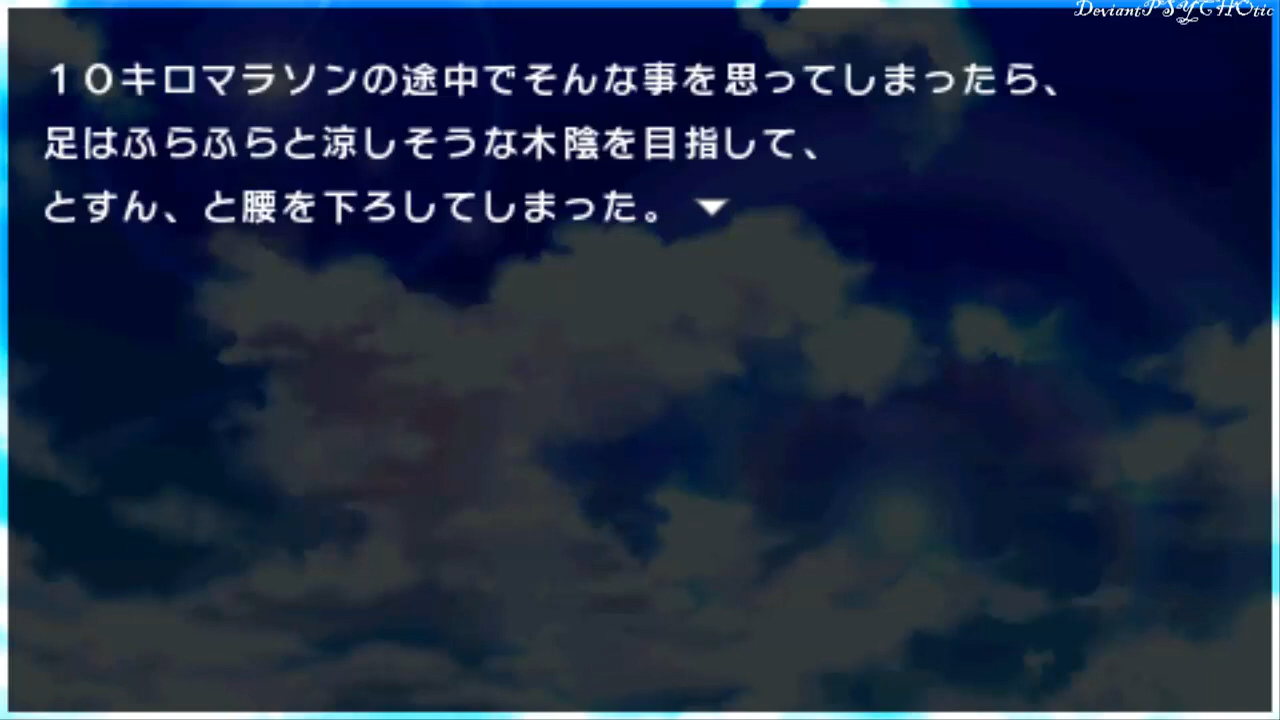 DeviantPSYCHOtic
１０キロマラソンの途中でそんな事を思ってしまったら、
足はふらふらと涼しそうな木陰を目指して、
とすん、と腰を下ろしてしまった。